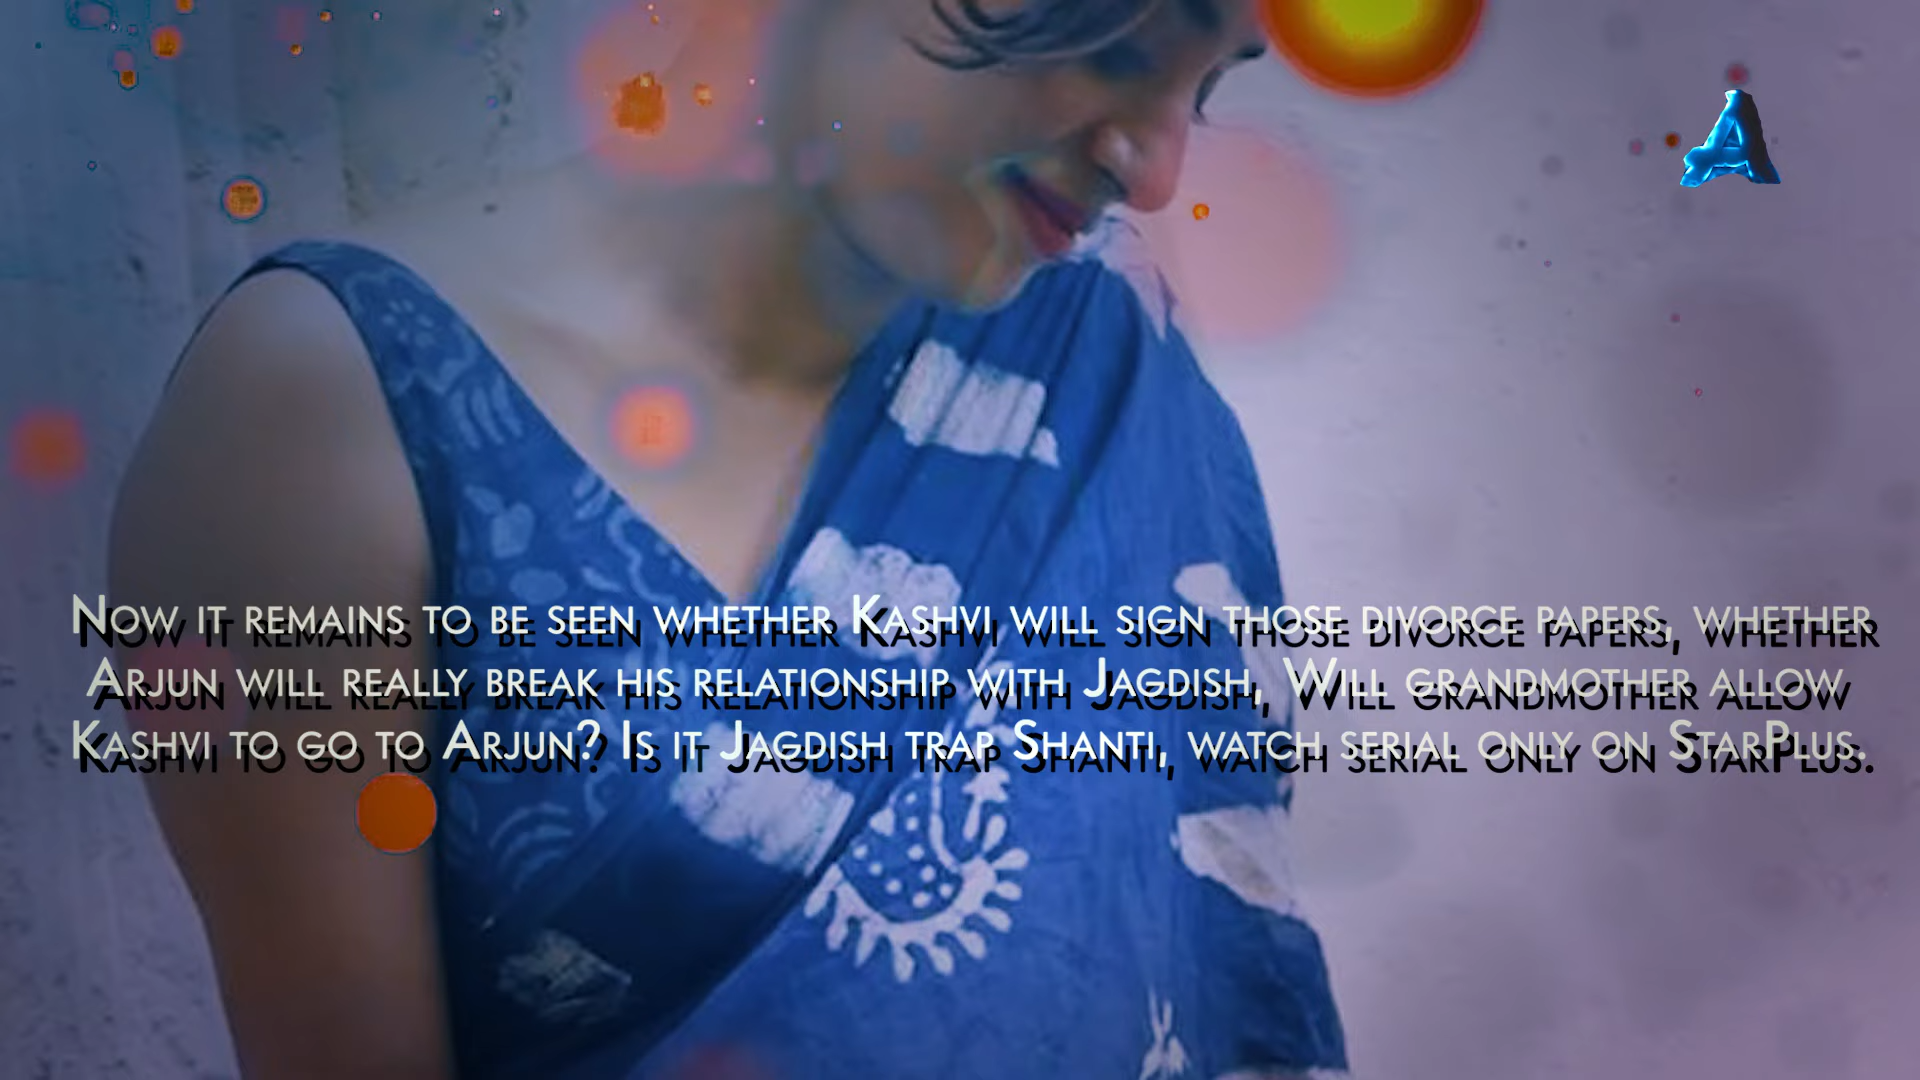 A
Now it remains to be seen whether Kashvi will sign those divorce papers, whether
Arjun will really break his relationship with Jagdish, Will grandmother allow
Kashvi to go to Arjun? Is it Jagdish trap Shanti, watch serial only on StarPlus.